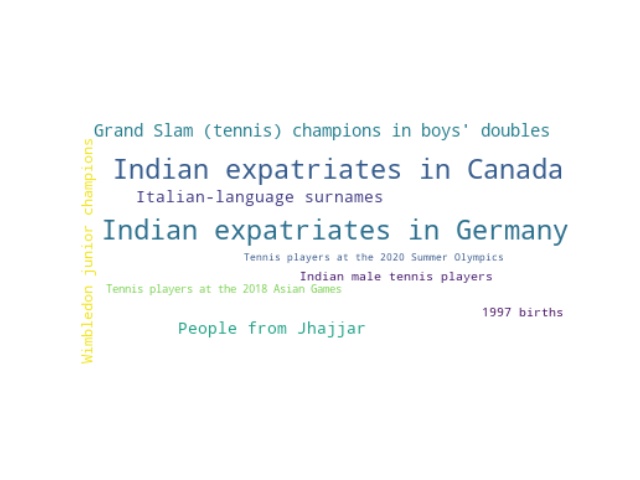 Grand Slam (tennis) champions in boys' doubles
Wimbledon junior champions
Indian expatriates in Canada
Italian-language surnames
Indian expatriates in Germany
Tennis players at the 2020 Summer Olympics
Indian male tennis players
Tennis players at the 2018 Asian Games
1997 births
People from Jhajjar